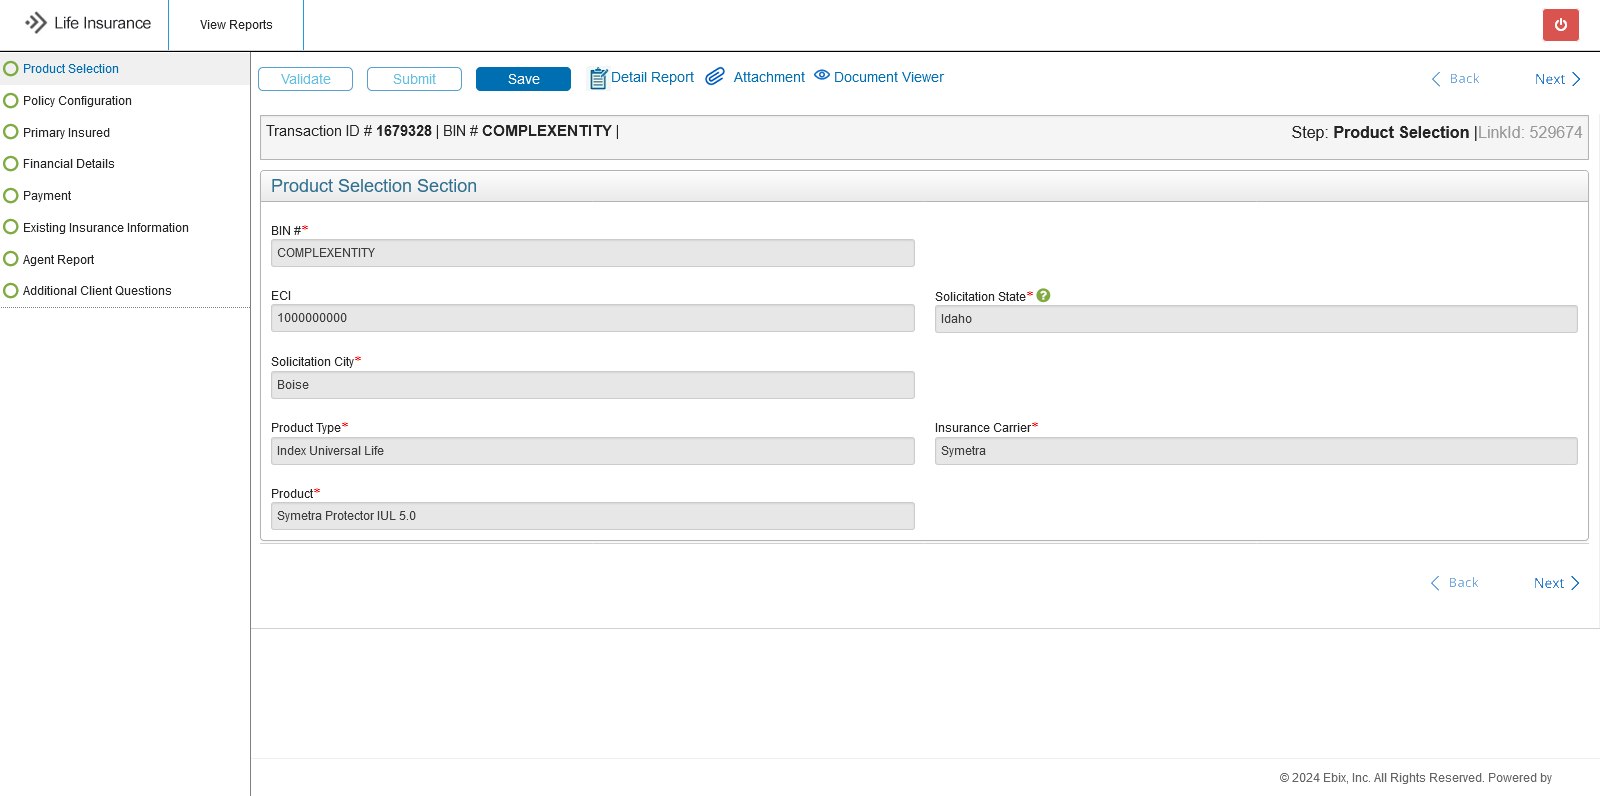 Life Insurance
View Reports
Product Selection
Policy Configuration
Primary Insured
Financial Details
Payment
Existing Insurance Information
Agent Report
Additional Client Questions
Validate
Submit
Save
Detail Report
Attachment
Document Viewer
Back
Next
Transaction ID # 1679328 | BIN # COMPLEXENTITY |
Step: Product Selection |LinkId: 529674
Product Selection Section
BIN #*
COMPLEXENTITY
ECI
1000000000
Solicitation State* ?
Idaho
Solicitation City*
Boise
Product Type*
Index Universal Life
Insurance Carrier*
Symetra
Product*
Symetra Protector IUL 5.0
Back
Next
© 2024 Ebix, Inc. All Rights Reserved. Powered by